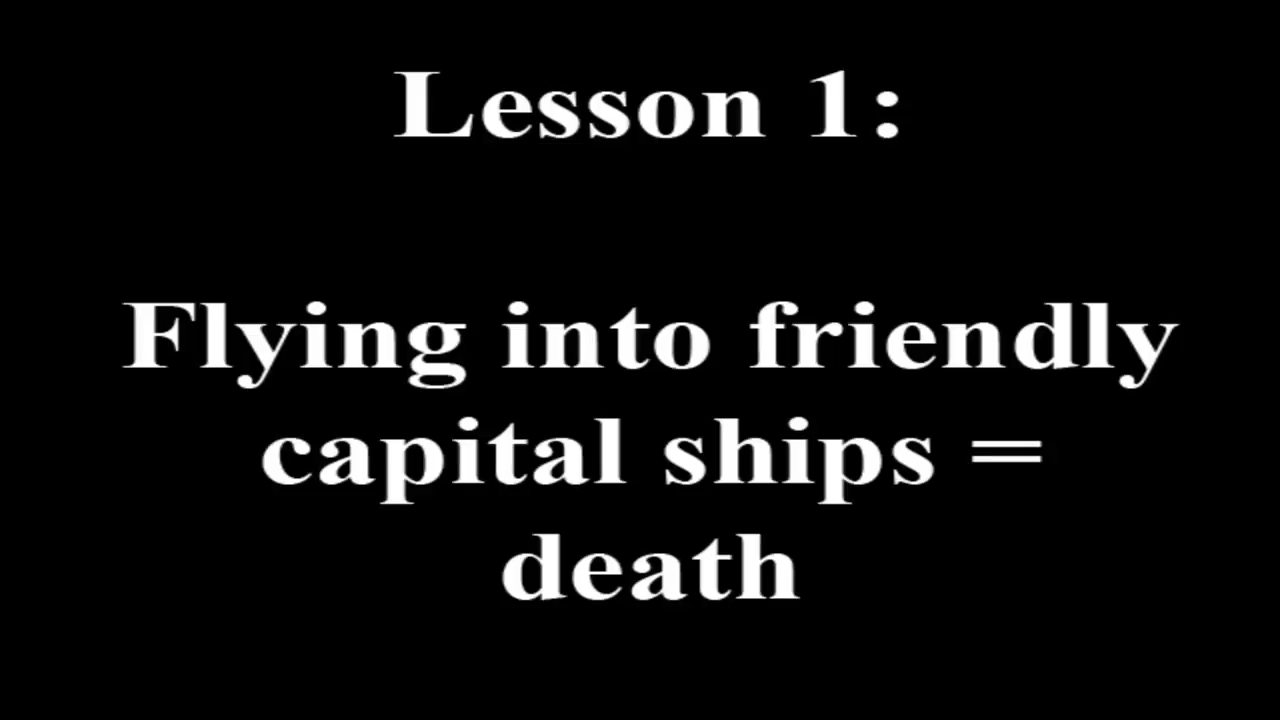 Lesson 1:
Flying into friendly
capital ships =
death